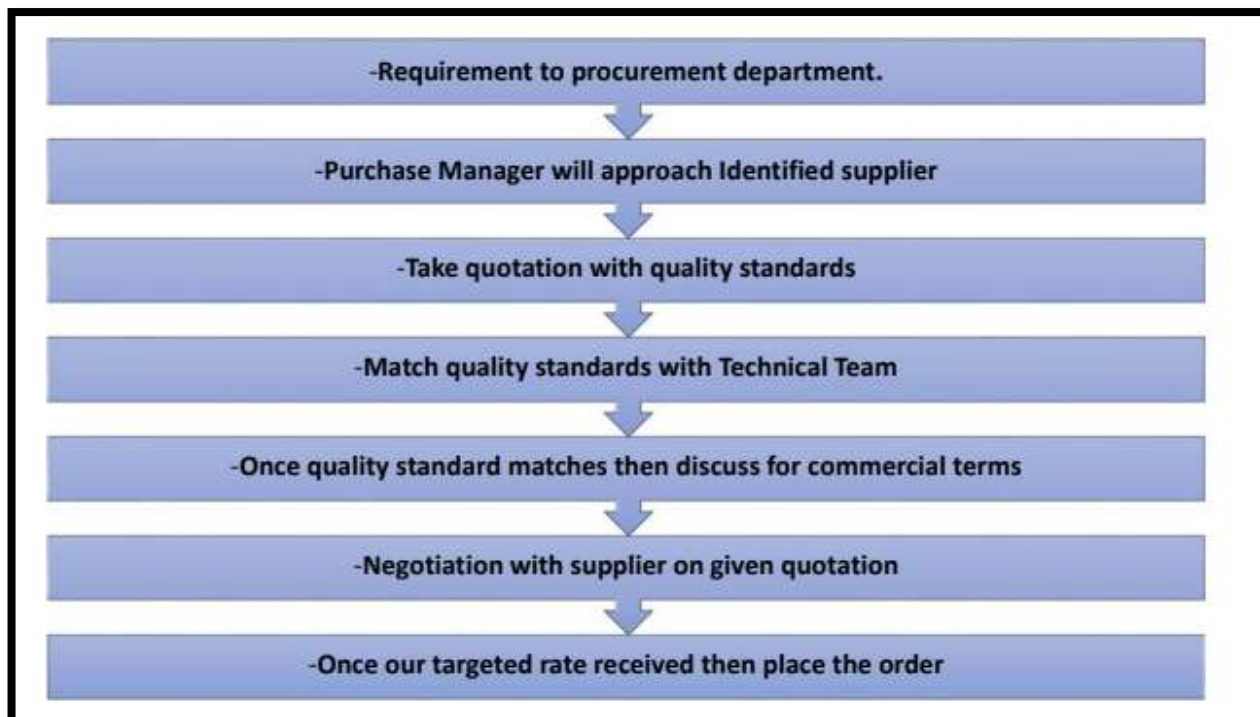 -Requirement to procurement department.
-Purchase Manager will approach Identified supplier
-Take quotation with quality standards
-Match quality standards with Technical Team
-Once quality standard matches then discuss for commercial terms
-Negotiation with supplier on given quotation
-Once our targeted rate received then place the order